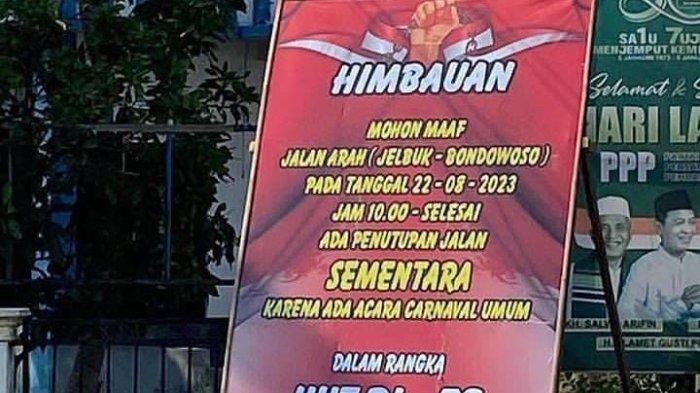 HIMBAUAN
MOHON MAAF
JALAN ARAH ( JELBUK - BONDOWOSO )
PADA TANGGAL 22 - 08 - 2023
JAM 10.00 - SELESAI
ADA PENUTUPAN JALAN
SEMENTARA
KARENA ADA ACARA CARNAVAL UMUM
DALAM RANGKA
SA1U 7UJ
MENJEMPUT KEM
Selamat &
HARI LA
PPP
ARIFIN